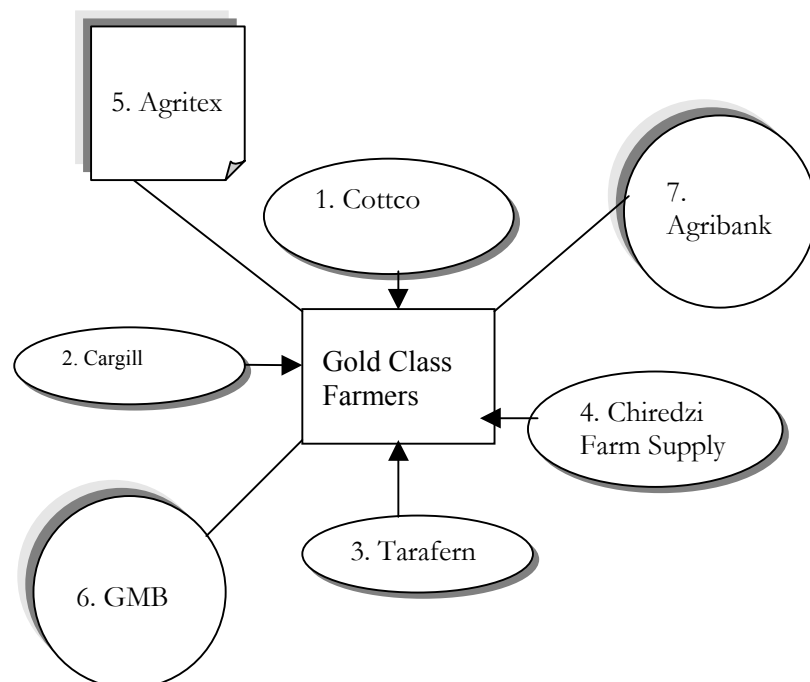 5. Agritex
1. Cottco
7.
Agribank
2. Cargill
Gold Class
Farmers
4. Chiredzi
Farm Supply
3. Tarafern
6. GMB